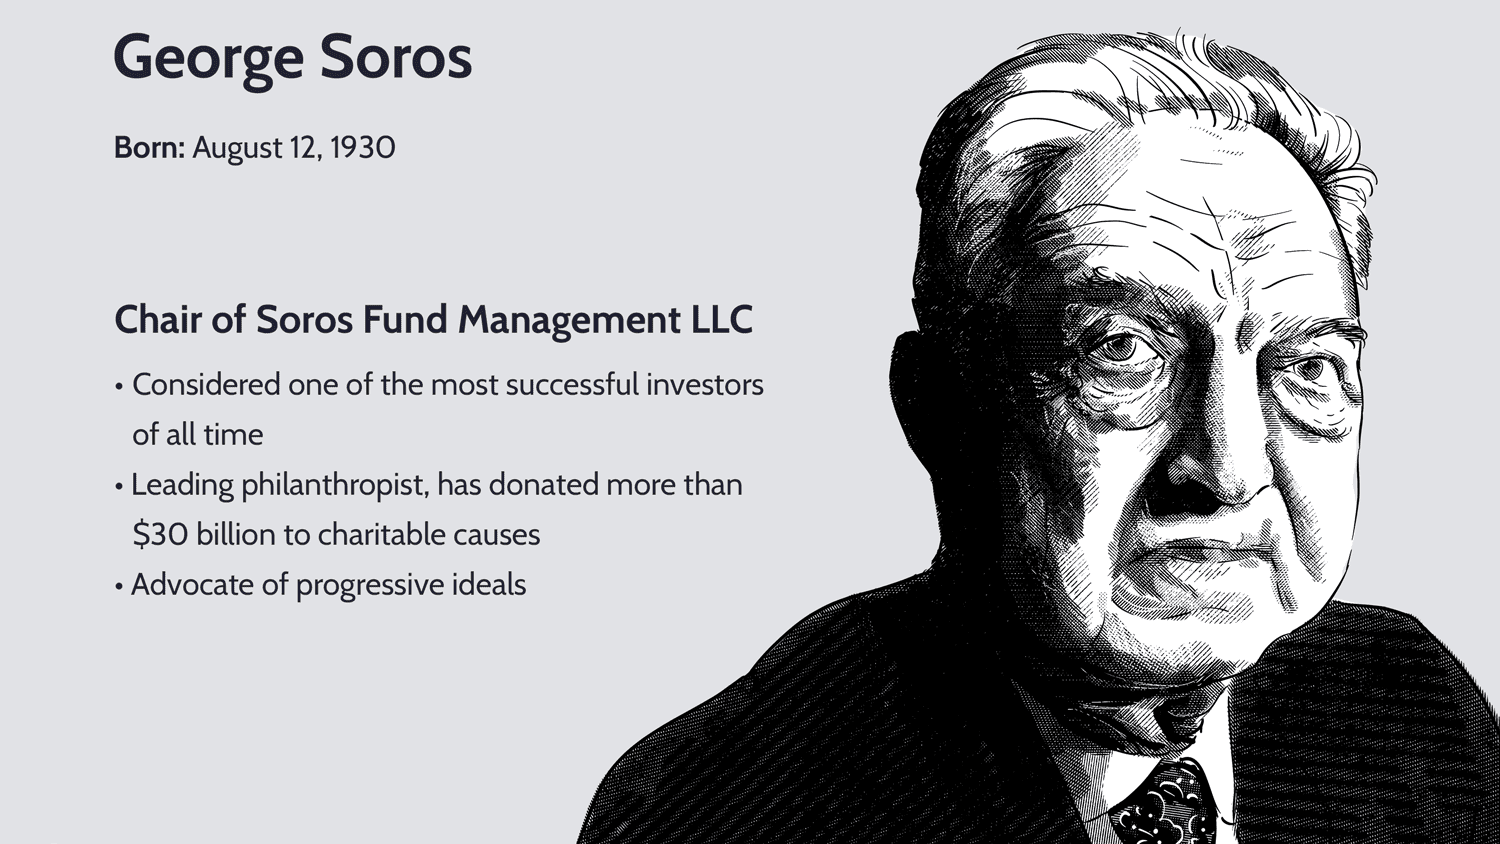 George Soros
Born: August 12, 1930
Chair of Soros Fund Management LLC
• Considered one of the most successful investors
of all time
• Leading philanthropist, has donated more than
$30 billion to charitable causes
• Advocate of progressive ideals